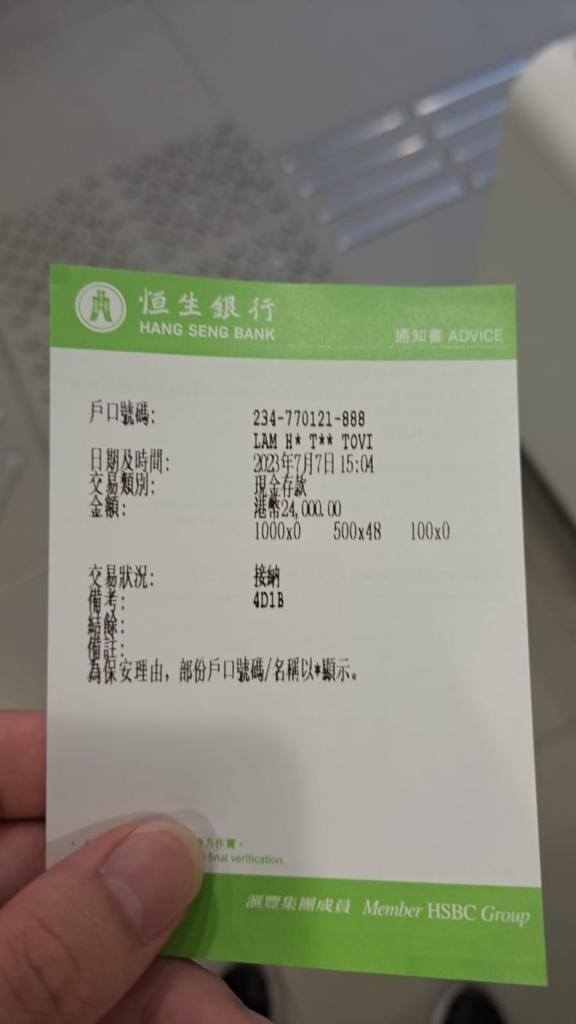 恒生銀行
HANG SENG BANK
通知書 ADVICE
戶口號碼: 234-770121-888
LAM H* T** TOVI
日期及時間: 2023年7月7日 15:04
交易類別: 現金存款
金額: 港幣24,000.00
1000x0 500x48 100x0
交易狀況: 接納
備考: 4D1B
結餘:
備註:
為保安理由，部份戶口號碼/名稱以*顯示。
方作實。
final verification.
滙豐集團成員 Member HSBC Group